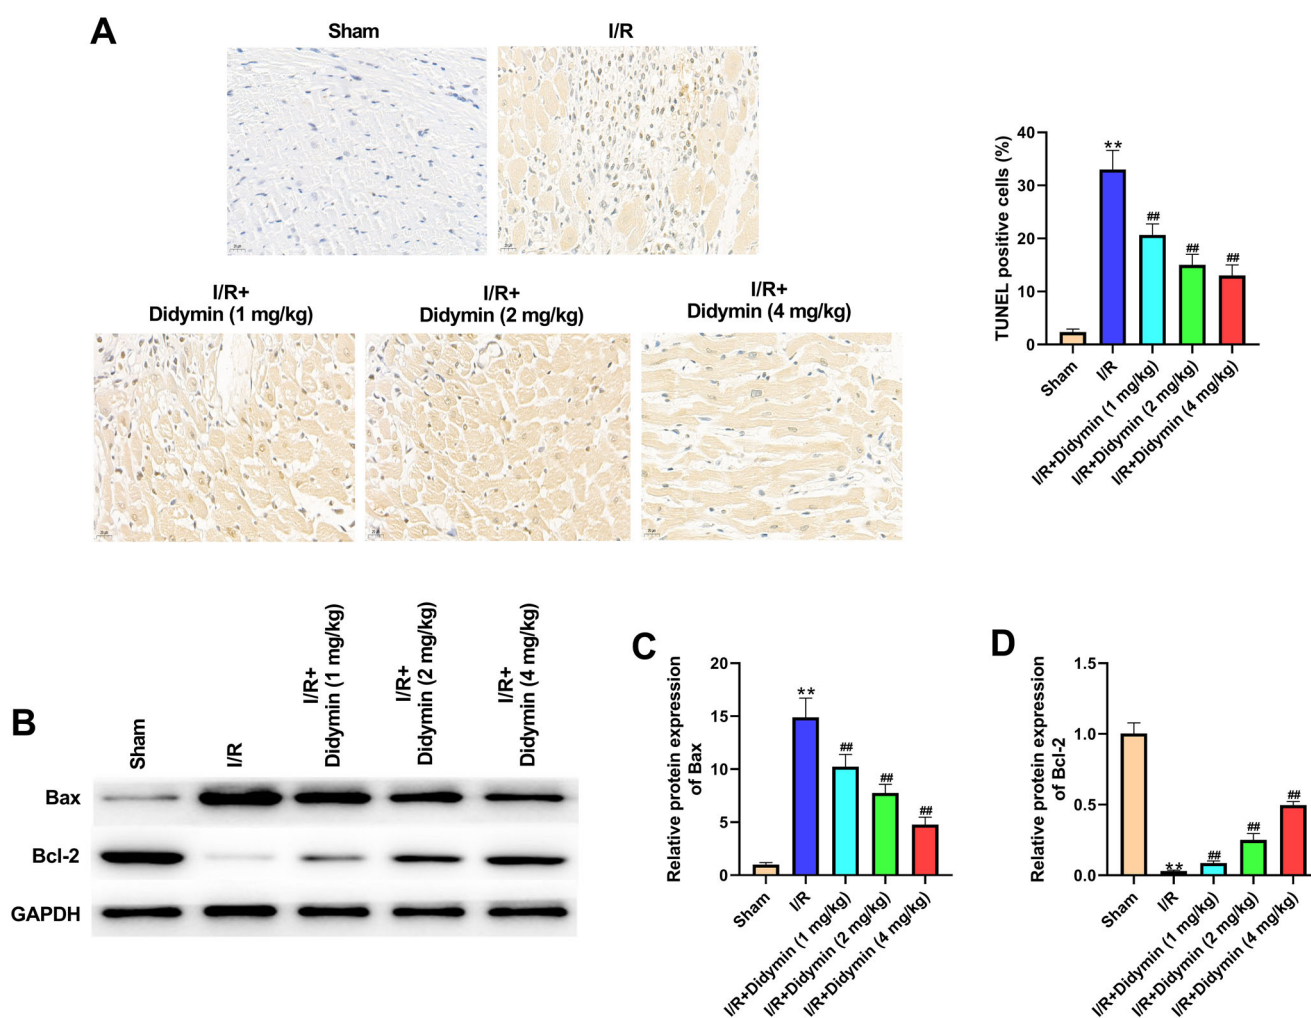 A
Sham
I/R
I/R+
Didymin (1 mg/kg)
I/R+
Didymin (2 mg/kg)
I/R+
Didymin (4 mg/kg)
TUNEL positive cells (%)
40
30
20
10
0
**
##
##
##
Sham
I/R
I/R+Didymin (1 mg/kg)
I/R+Didymin (2 mg/kg)
I/R+Didymin (4 mg/kg)
B
Sham
I/R
I/R+
Didymin (1 mg/kg)
I/R+
Didymin (2 mg/kg)
I/R+
Didymin (4 mg/kg)
Bax
Bcl-2
GAPDH
C
Relative protein expression
of Bax
20
15
10
5
0
**
##
##
##
Sham
I/R
I/R+Didymin (1 mg/kg)
I/R+Didymin (2 mg/kg)
I/R+Didymin (4 mg/kg)
D
Relative protein expression
of Bcl-2
1.5
1.0
0.5
0.0
**
##
##
##
Sham
I/R
I/R+Didymin (1 mg/kg)
I/R+Didymin (2 mg/kg)
I/R+Didymin (4 mg/kg)